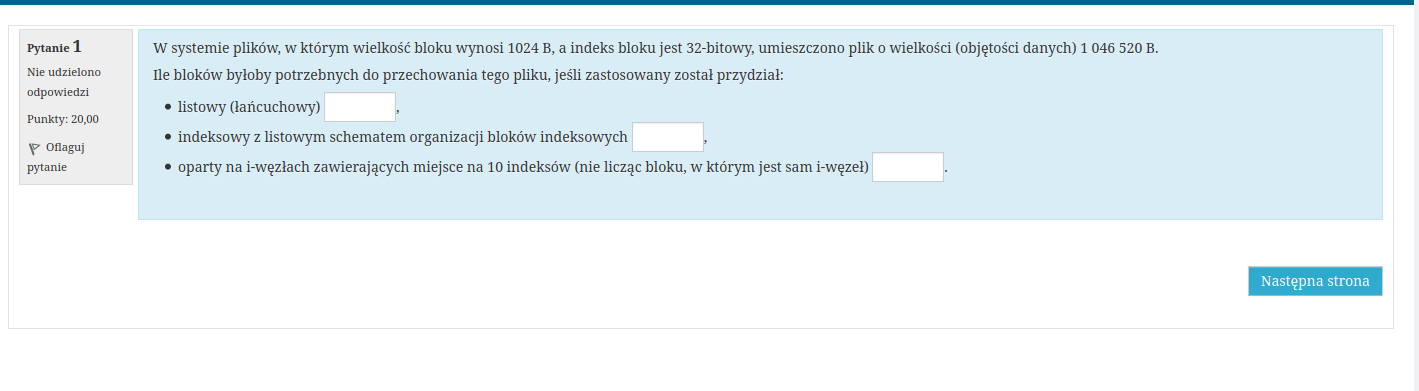 Pytanie 1
Nie udzielono
odpowiedzi
Punkty: 20,00
Oflaguj
pytanie
W systemie plików, w którym wielkość bloku wynosi 1024 B, a indeks bloku jest 32-bitowy, umieszczono plik o wielkości (objętości danych) 1 046 520 B.
Ile bloków byłoby potrzebnych do przechowania tego pliku, jeśli zastosowany został przydział:
• listowy (łańcuchowy) ,
• indeksowy z listowym schematem organizacji bloków indeksowych ,
• oparty na i-węzłach zawierających miejsce na 10 indeksów (nie licząc bloku, w którym jest sam i-węzeł) .
Następna strona